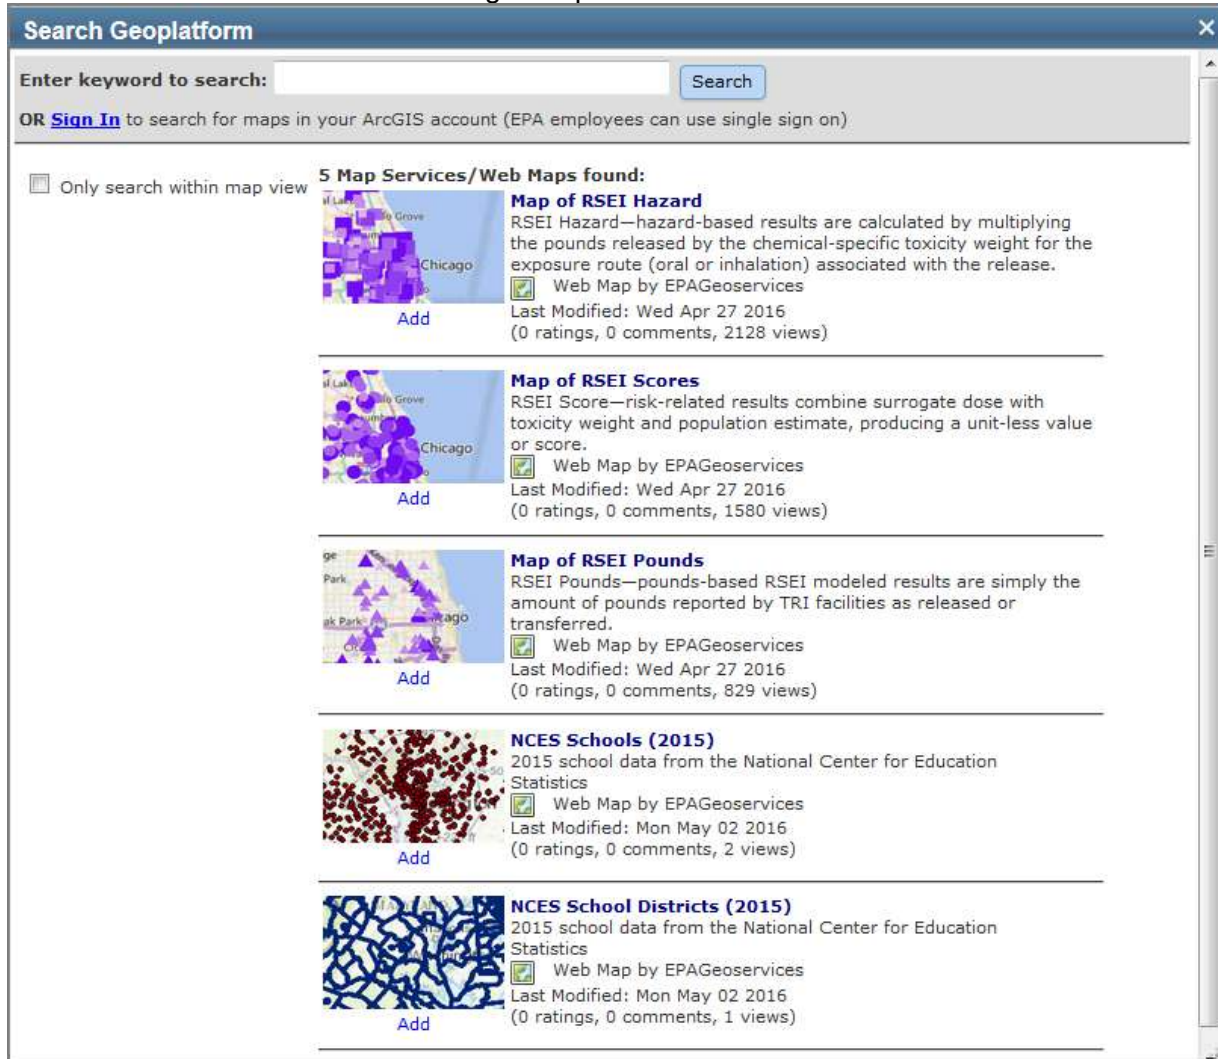 Search Geoplatform
Enter keyword to search:
Search
OR Sign In to search for maps in your ArcGIS account (EPA employees can use single sign on)
Only search within map view
5 Map Services/Web Maps found:
Grove
Chicago
Add
Map of RSEI Hazard
RSEI Hazard—hazard-based results are calculated by multiplying
the pounds released by the chemical-specific toxicity weight for the
exposure route (oral or inhalation) associated with the release.
Web Map by EPAGeoservices
Last Modified: Wed Apr 27 2016
(0 ratings, 0 comments, 2128 views)
Grove
Chicago
Add
Map of RSEI Scores
RSEI Score—risk-related results combine surrogate dose with
toxicity weight and population estimate, producing a unit-less value
or score.
Web Map by EPAGeoservices
Last Modified: Wed Apr 27 2016
(0 ratings, 0 comments, 1580 views)
Park
Park
Add
Map of RSEI Pounds
RSEI Pounds—pounds-based RSEI modeled results are simply the
amount of pounds reported by TRI facilities as released or
transferred.
Web Map by EPAGeoservices
Last Modified: Wed Apr 27 2016
(0 ratings, 0 comments, 829 views)
Add
NCES Schools (2015)
2015 school data from the National Center for Education
Statistics
Web Map by EPAGeoservices
Last Modified: Mon May 02 2016
(0 ratings, 0 comments, 2 views)
Add
NCES School Districts (2015)
2015 school data from the National Center for Education
Statistics
Web Map by EPAGeoservices
Last Modified: Mon May 02 2016
(0 ratings, 0 comments, 1 views)